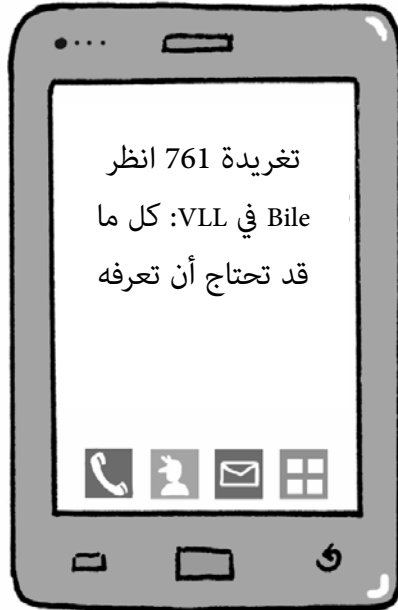 تغريدة 761 انظر
Bile في VLL: كل ما
قد تحتاج أن تعرفه